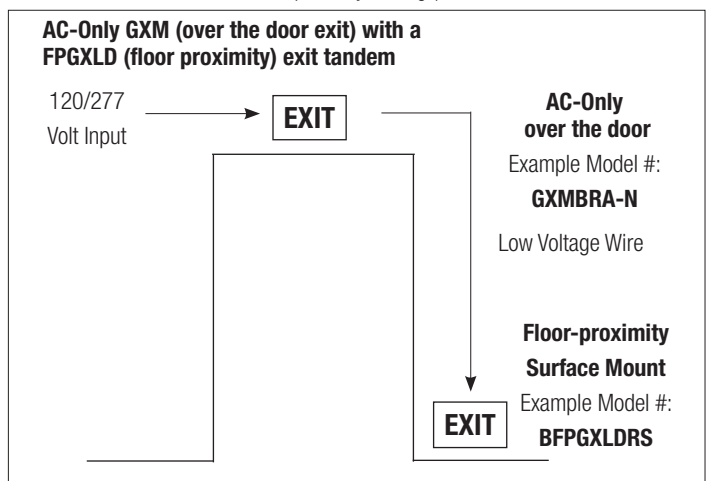 AC-Only GXM (over the door exit) with a
FPGXLD (floor proximity) exit tandem
120/277
Volt Input
EXIT
AC-Only
over the door
Example Model #:
GXMBRA-N
Low Voltage Wire
Floor-proximity
Surface Mount
Example Model #:
BFPGXLDRS
EXIT